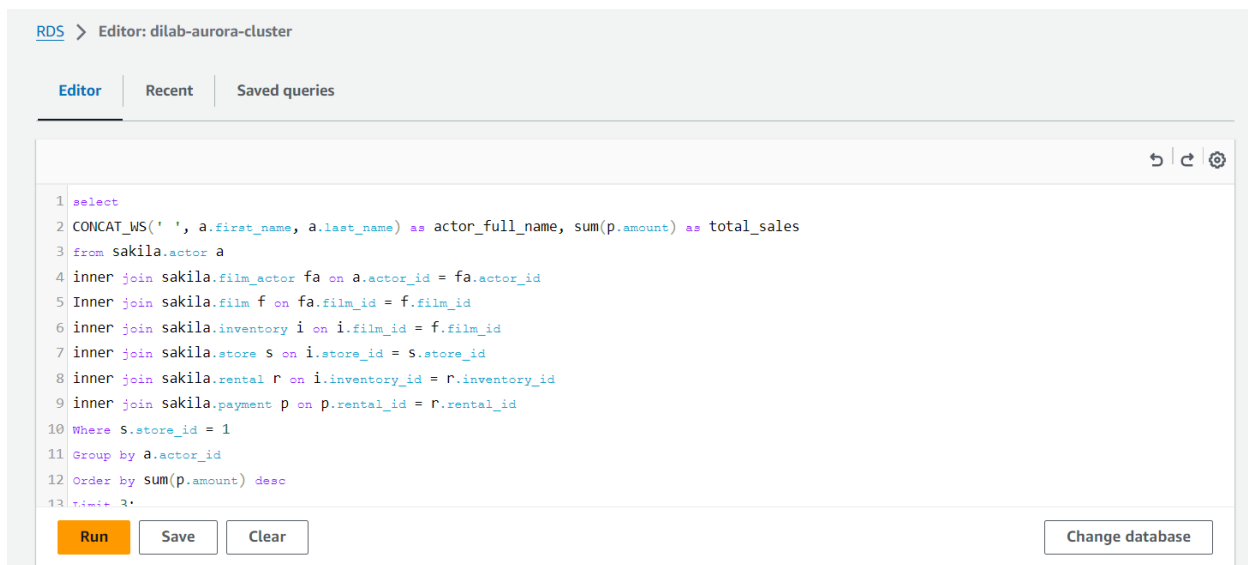 RDS > Editor: dilab-aurora-cluster
Editor Recent Saved queries
1 select
2 CONCAT_WS(' ', a.first_name, a.last_name) as actor_full_name, sum(p.amount) as total_sales
3 from sakila.actor a
4 inner join sakila.film_actor fa on a.actor_id = fa.actor_id
5 Inner join sakila.film f on fa.film_id = f.film_id
6 inner join sakila.inventory i on i.film_id = f.film_id
7 inner join sakila.store s on i.store_id = s.store_id
8 inner join sakila.rental r on i.inventory_id = r.inventory_id
9 inner join sakila.payment p on p.rental_id = r.rental_id
10 Where s.store_id = 1
11 Group by a.actor_id
12 Order by sum(p.amount) desc
13 Limit 3;
Run Save Clear Change database